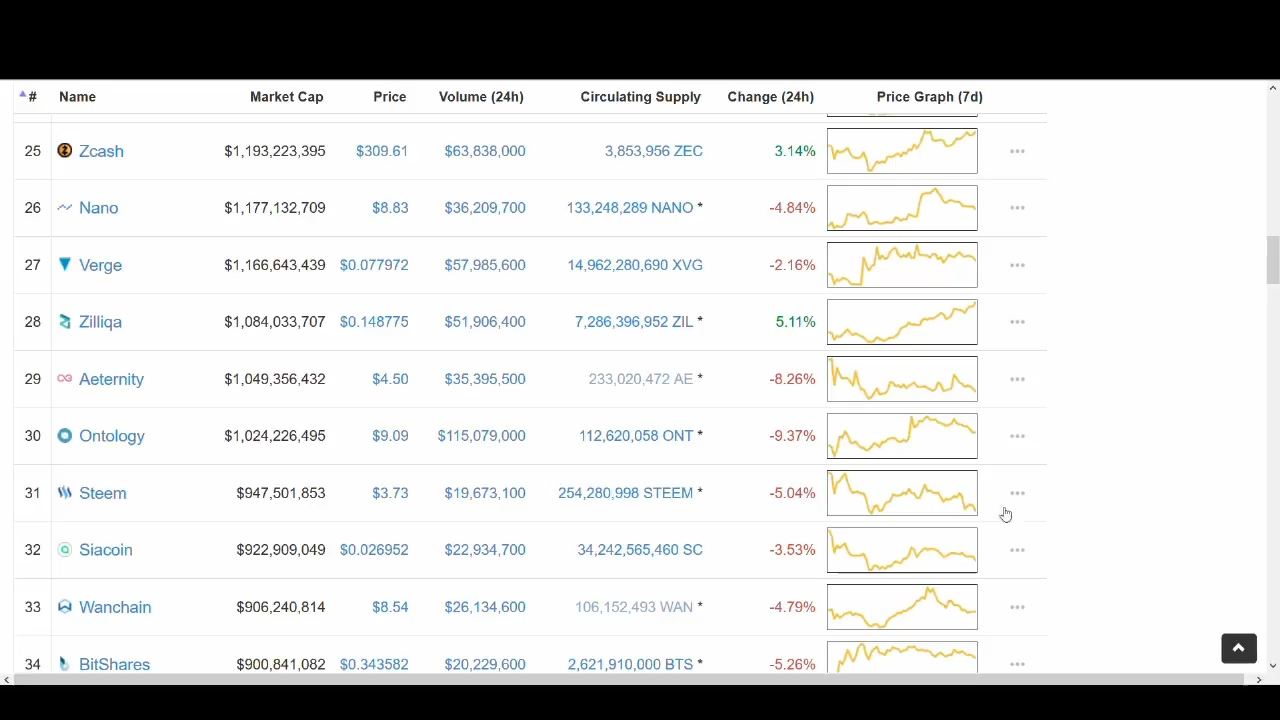 # Name Market Cap Price Volume (24h) Circulating Supply Change (24h) Price Graph (7d)
25 Zcash $1,193,223,395 $309.61 $63,838,000 3,853,956 ZEC 3.14%
26 Nano $1,177,132,709 $8.83 $36,209,700 133,248,289 NANO * -4.84%
27 Verge $1,166,643,439 $0.077972 $57,985,600 14,962,280,690 XVG -2.16%
28 Zilliqa $1,084,033,707 $0.148775 $51,906,400 7,286,396,952 ZIL * 5.11%
29 Aeternity $1,049,356,432 $4.50 $35,395,500 233,020,472 AE * -8.26%
30 Ontology $1,024,226,495 $9.09 $115,079,000 112,620,058 ONT * -9.37%
31 Steem $947,501,853 $3.73 $19,673,100 254,280,998 STEEM * -5.04%
32 Siacoin $922,909,049 $0.026952 $22,934,700 34,242,565,460 SC -3.53%
33 Wanchain $906,240,814 $8.54 $26,134,600 106,152,493 WAN * -4.79%
34 BitShares $900,841,082 $0.343582 $20,229,600 2,621,910,000 BTS * -5.26%